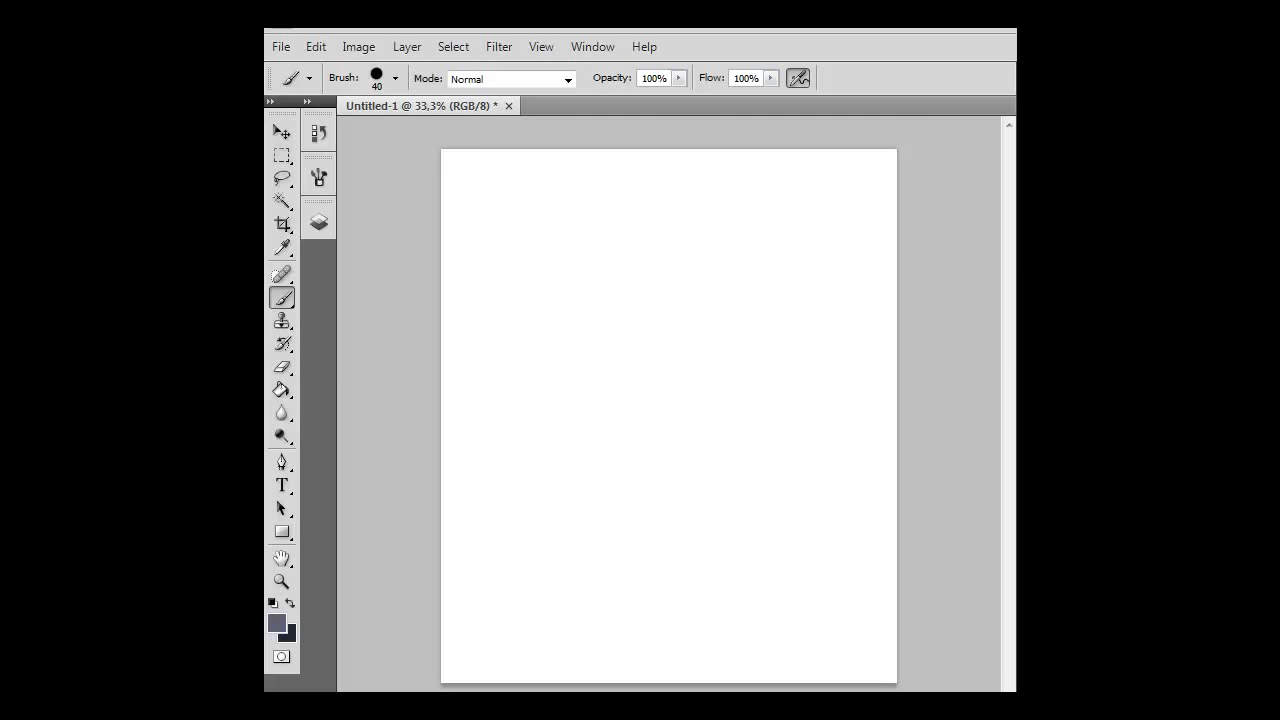 File Edit Image Layer Select Filter View Window Help
Brush: 40 Mode: Normal Opacity: 100% Flow: 100%
Untitled-1 @ 33,3% (RGB/8) * ×
T